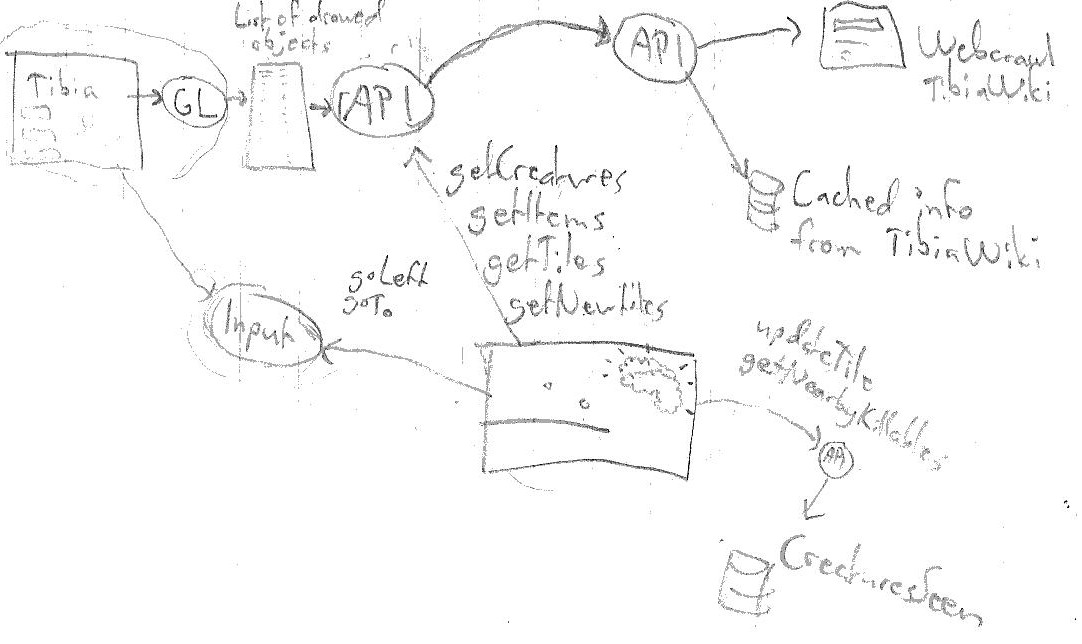 List of drawed
objects
Tibia
GL
API
API
Webcrawl
TibiaWiki
getCreatures
getItems
getTiles
getNewtiles
Cached info
from TibiaWiki
goLeft
goTo
Input
updateTile
getNearbyKillables
API
CreaturesSeen